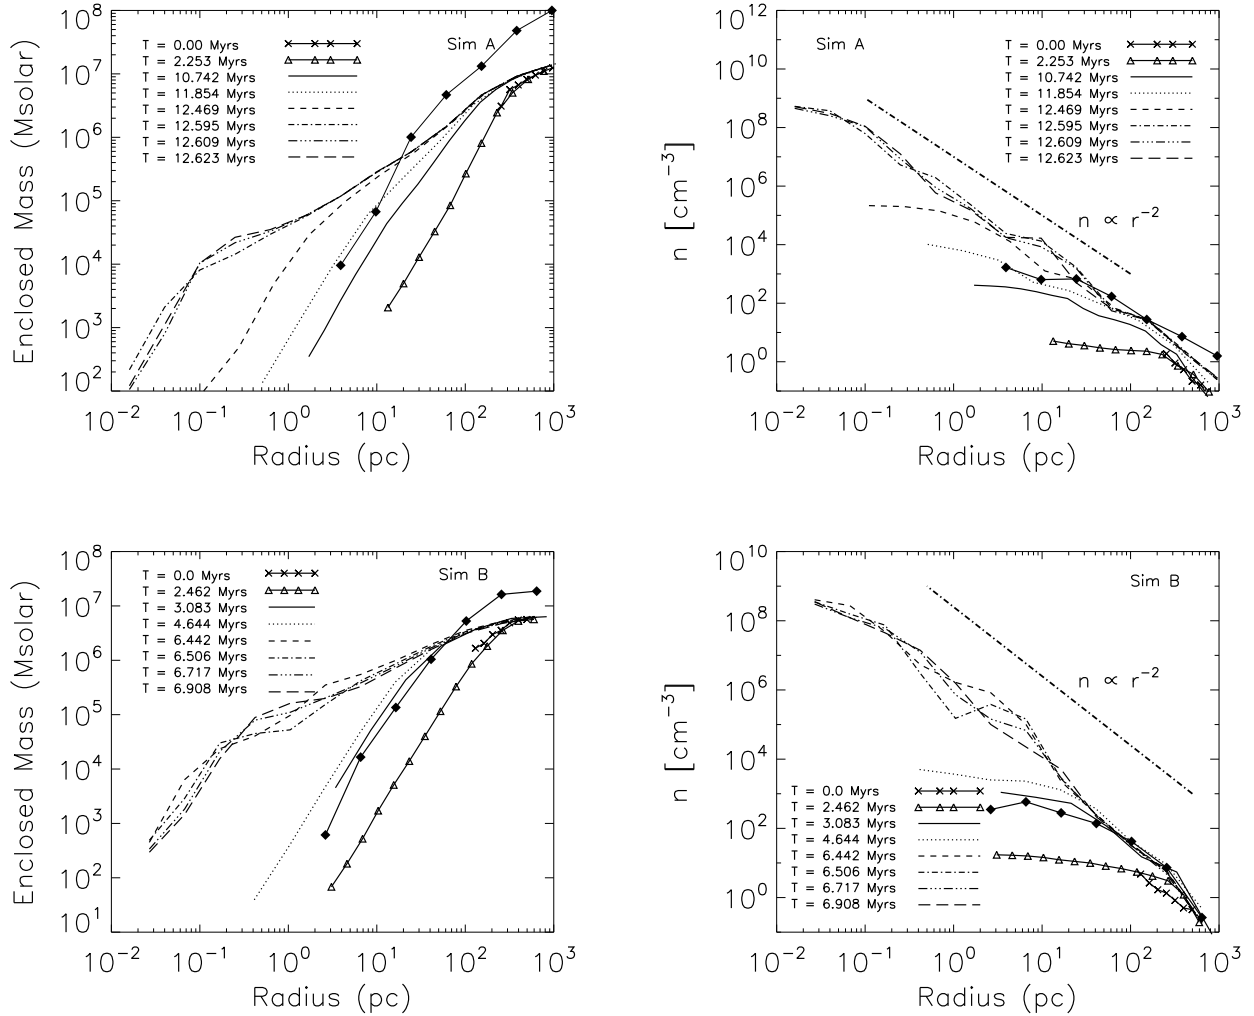 Enclosed Mass (Msolar)
10^8
10^7
10^6
10^5
10^4
10^3
10^2
Sim A
T = 0.00 Myrs
T = 2.253 Myrs
T = 10.742 Myrs
T = 11.854 Myrs
T = 12.469 Myrs
T = 12.595 Myrs
T = 12.609 Myrs
T = 12.623 Myrs
10^-2 10^-1 10^0 10^1 10^2 10^3
Radius (pc)
n [cm^-3]
10^12
10^10
10^8
10^6
10^4
10^2
10^0
Sim A
T = 0.00 Myrs
T = 2.253 Myrs
T = 10.742 Myrs
T = 11.854 Myrs
T = 12.469 Myrs
T = 12.595 Myrs
T = 12.609 Myrs
T = 12.623 Myrs
n ∝ r^-2
10^-2 10^-1 10^0 10^1 10^2 10^3
Radius (pc)
Enclosed Mass (Msolar)
10^8
10^7
10^6
10^5
10^4
10^3
10^2
10^1
Sim B
T = 0.0 Myrs
T = 2.462 Myrs
T = 3.083 Myrs
T = 4.644 Myrs
T = 6.442 Myrs
T = 6.506 Myrs
T = 6.717 Myrs
T = 6.908 Myrs
10^-2 10^-1 10^0 10^1 10^2 10^3
Radius (pc)
n [cm^-3]
10^10
10^8
10^6
10^4
10^2
10^0
Sim B
n ∝ r^-2
T = 0.0 Myrs
T = 2.462 Myrs
T = 3.083 Myrs
T = 4.644 Myrs
T = 6.442 Myrs
T = 6.506 Myrs
T = 6.717 Myrs
T = 6.908 Myrs
10^-2 10^-1 10^0 10^1 10^2 10^3
Radius (pc)